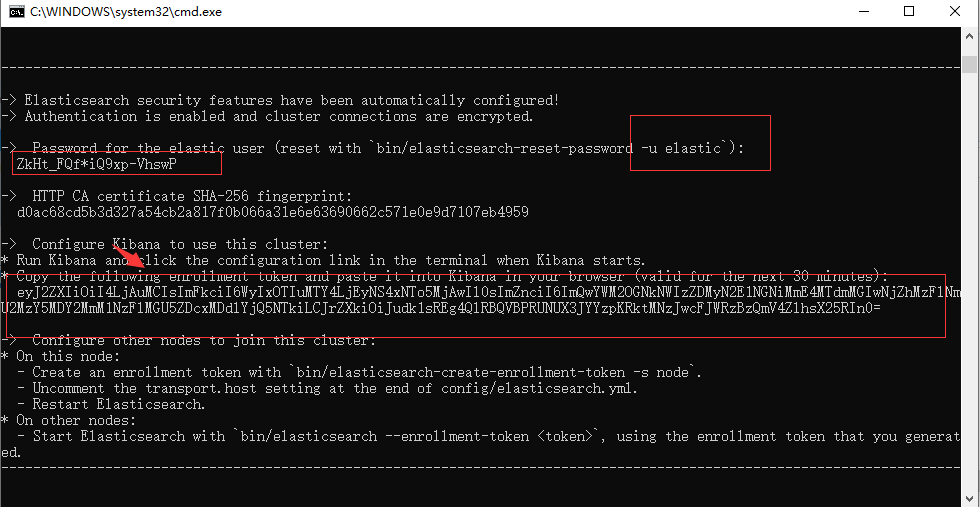 C:\WINDOWS\system32\cmd.exe
-> Elasticsearch security features have been automatically configured!
-> Authentication is enabled and cluster connections are encrypted.
->  Password for the elastic user (reset with `bin/elasticsearch-reset-password -u elastic`):
ZkHt_FQf*iQ9xp-VhswP
->  HTTP CA certificate SHA-256 fingerprint:
d0ac68cd5b3d327a54cb2a817f0b066a31e6e63690662c571e0e9d7107eb4959
->  Configure Kibana to use this cluster:
* Run Kibana and click the configuration link in the terminal when Kibana starts.
* Copy the following enrollment token and paste it into Kibana in your browser (valid for the next 30 minutes):
->  Configure other nodes to join this cluster:
* On this node:
- Create an enrollment token with `bin/elasticsearch-create-enrollment-token -s node`.
- Uncomment the transport.host setting at the end of config/elasticsearch.yml.
- Restart Elasticsearch.
* On other nodes:
- Start Elasticsearch with `bin/elasticsearch --enrollment-token <token>`, using the enrollment token that you generat
ed.